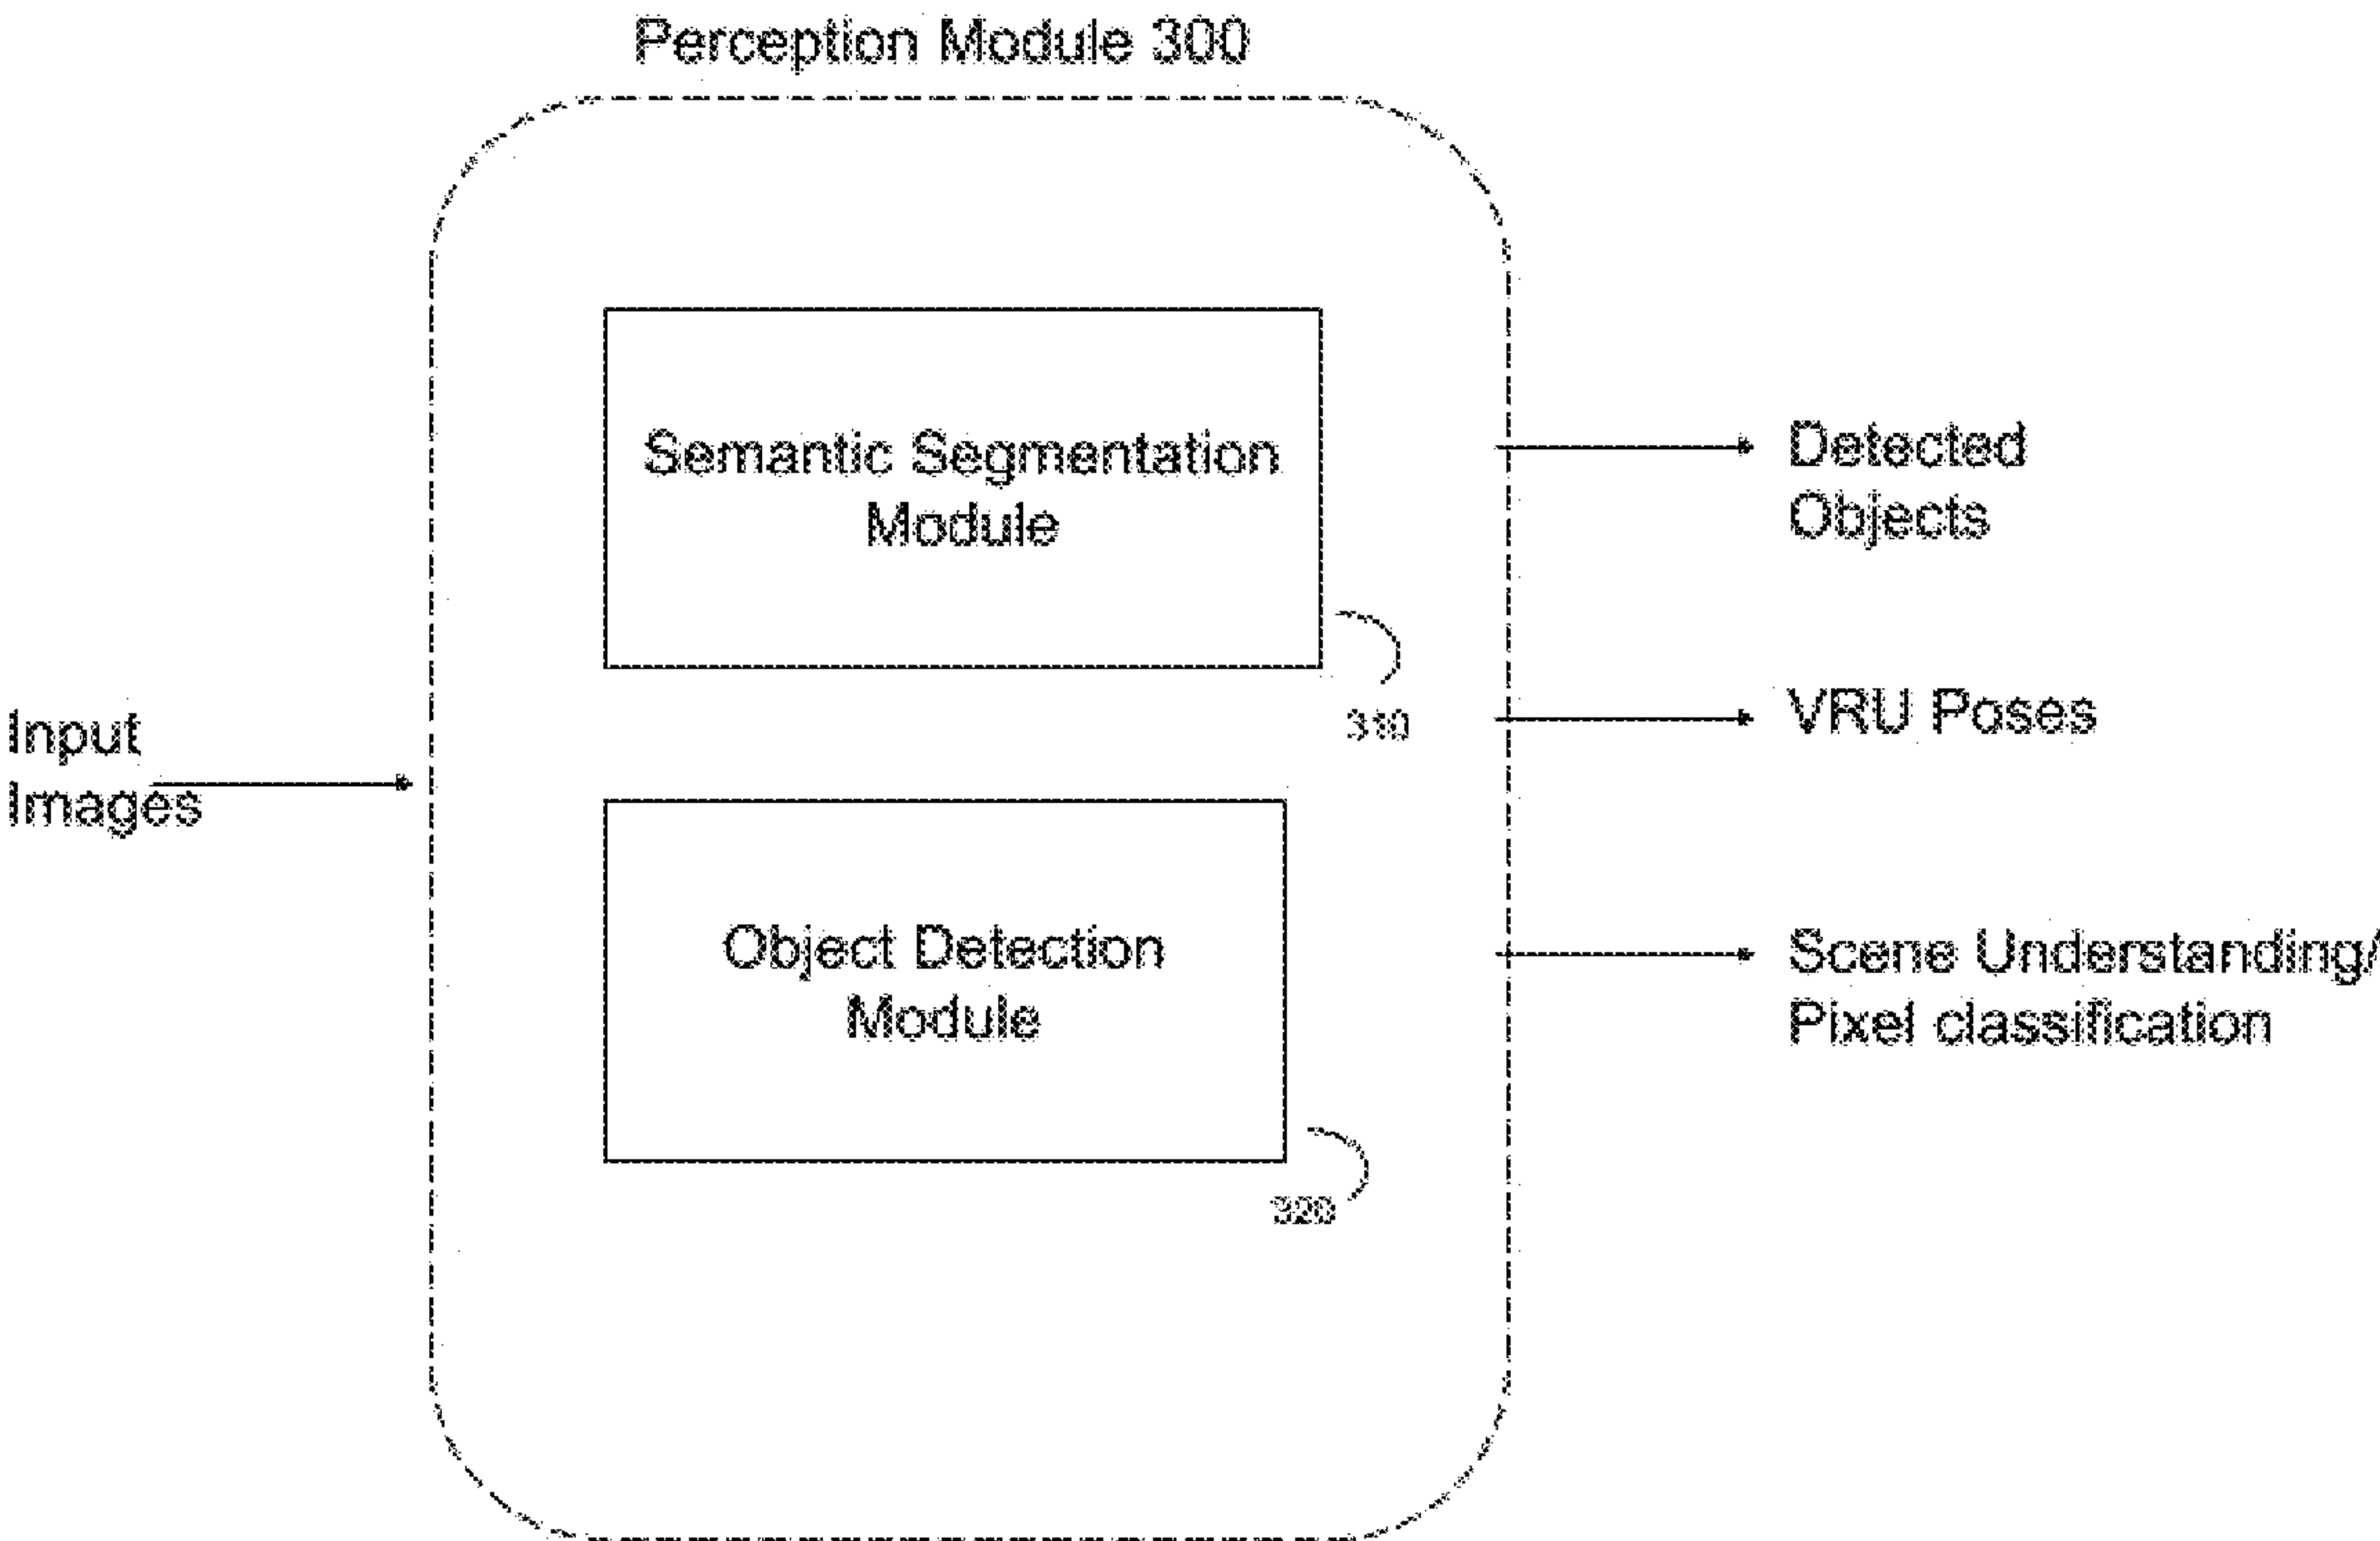 Perception Module 300
Semantic Segmentation
Module
310
Object Detection
Module
320
Input
Images
Detected
Objects
VRU Poses
Scene Understanding/
Pixel classification